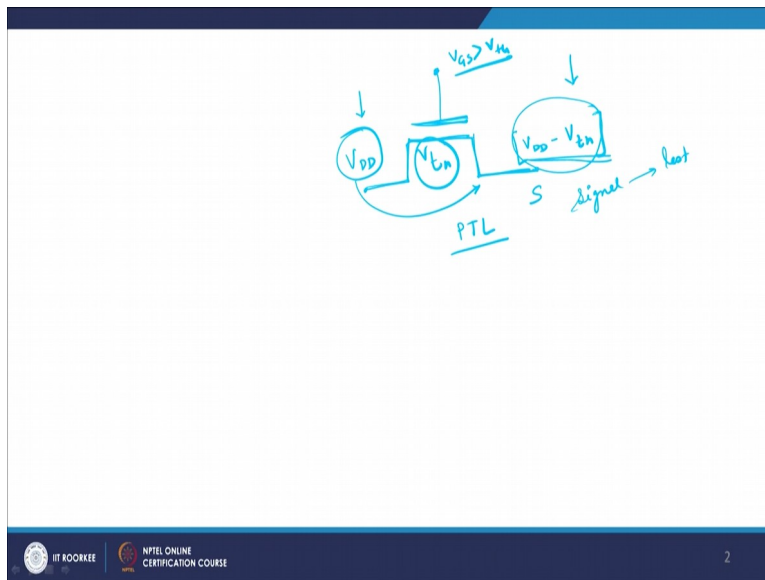 VGS > Vtn
VDD
Vtn
VDD - Vtn
S
Signal → lost
PTL
IIT ROORKEE
NPTEL ONLINE
CERTIFICATION COURSE
2